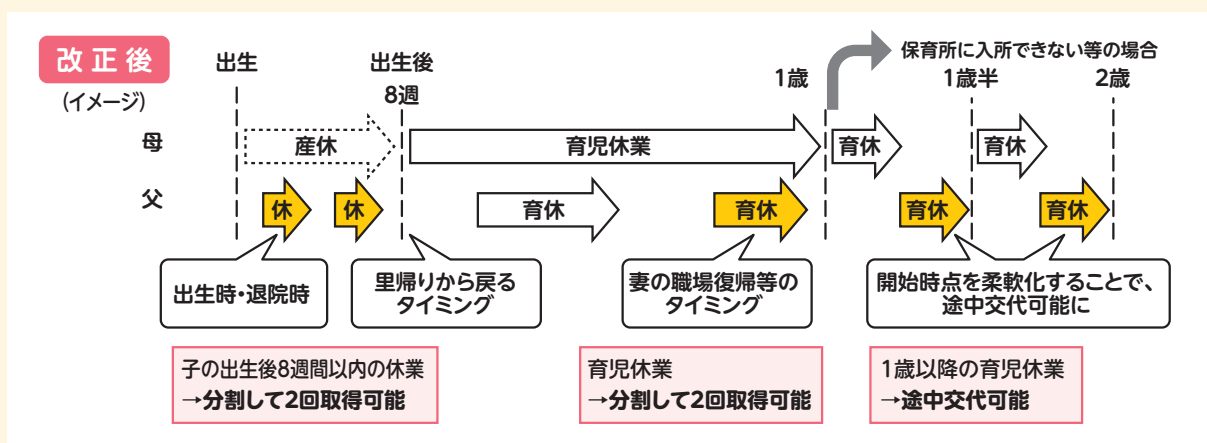 改正後
(イメージ)
出生
出生後
8週
1歳
保育所に入所できない等の場合
1歳半
2歳
母
産休
育児休業
育休
育休
父
休
休
育休
育休
育休
育休
出生時・退院時
里帰りから戻る
タイミング
妻の職場復帰等の
タイミング
開始時点を柔軟化することで、
途中交代可能に
子の出生後8週間以内の休業
→分割して2回取得可能
育児休業
→分割して2回取得可能
1歳以降の育児休業
→途中交代可能